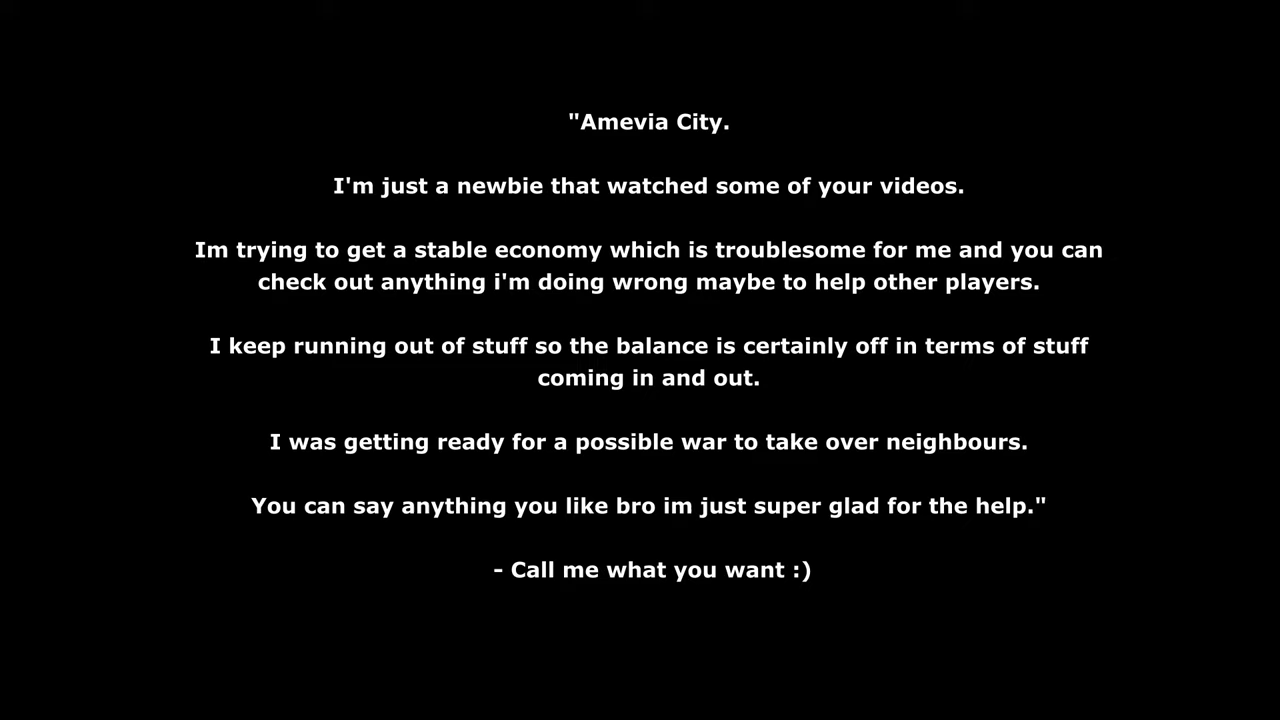 "Amevia City.
I'm just a newbie that watched some of your videos.
Im trying to get a stable economy which is troublesome for me and you can
check out anything i'm doing wrong maybe to help other players.
I keep running out of stuff so the balance is certainly off in terms of stuff
coming in and out.
I was getting ready for a possible war to take over neighbours.
You can say anything you like bro im just super glad for the help."
- Call me what you want :)